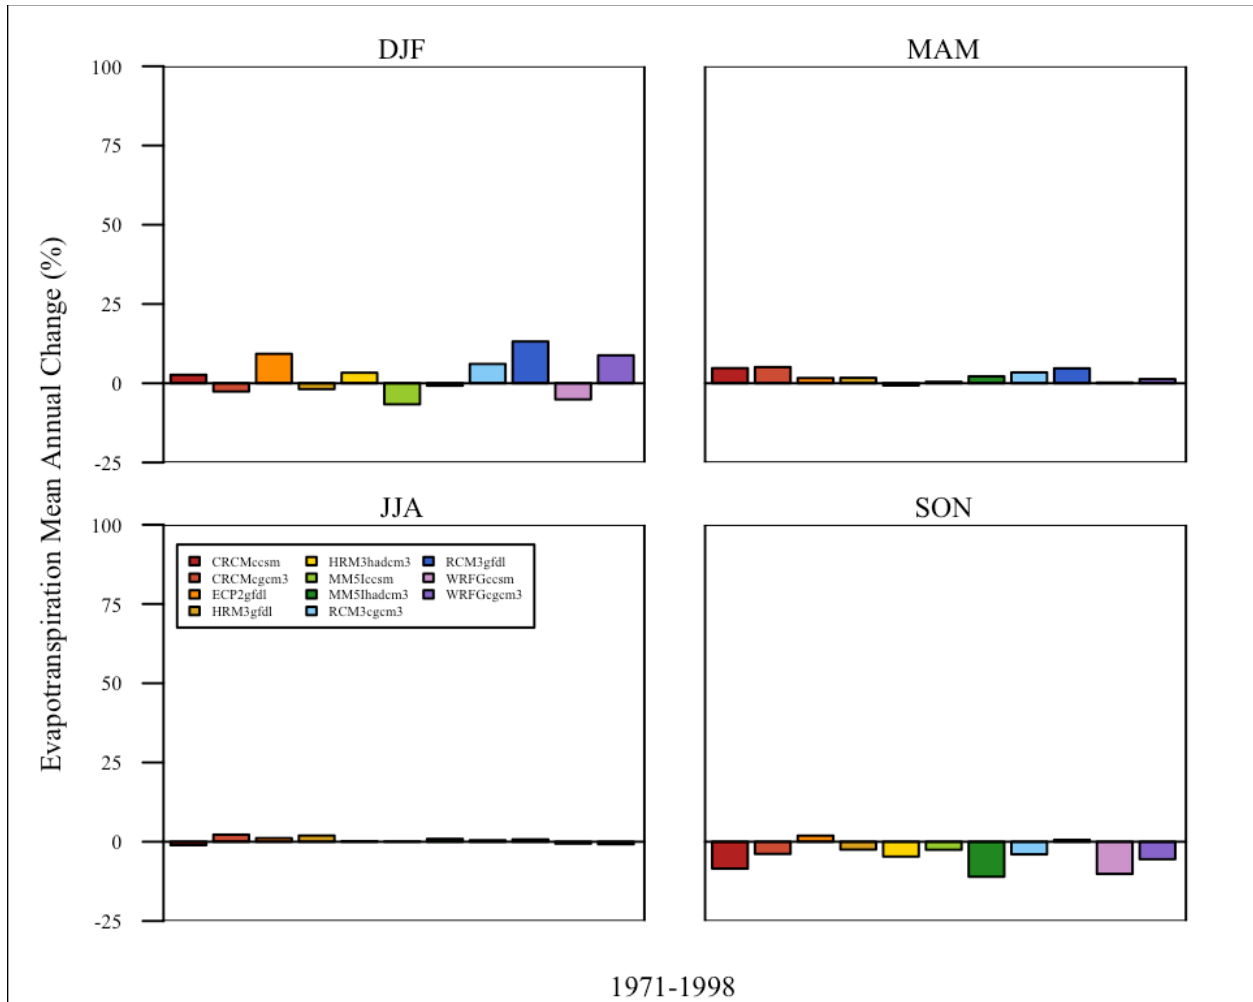 DJF
MAM
100
75
50
25
0
-25
Evapotranspiration Mean Annual Change (%)
JJA
SON
100
75
50
25
0
-25
CRCMccsm
CRCMcgcm3
ECP2gfdl
HRM3gfdl
HRM3hadcm3
MM5Iccsm
MM5Ihadcm3
RCM3cgcm3
RCM3gfdl
WRFGccsm
WRFGcgcm3
1971-1998